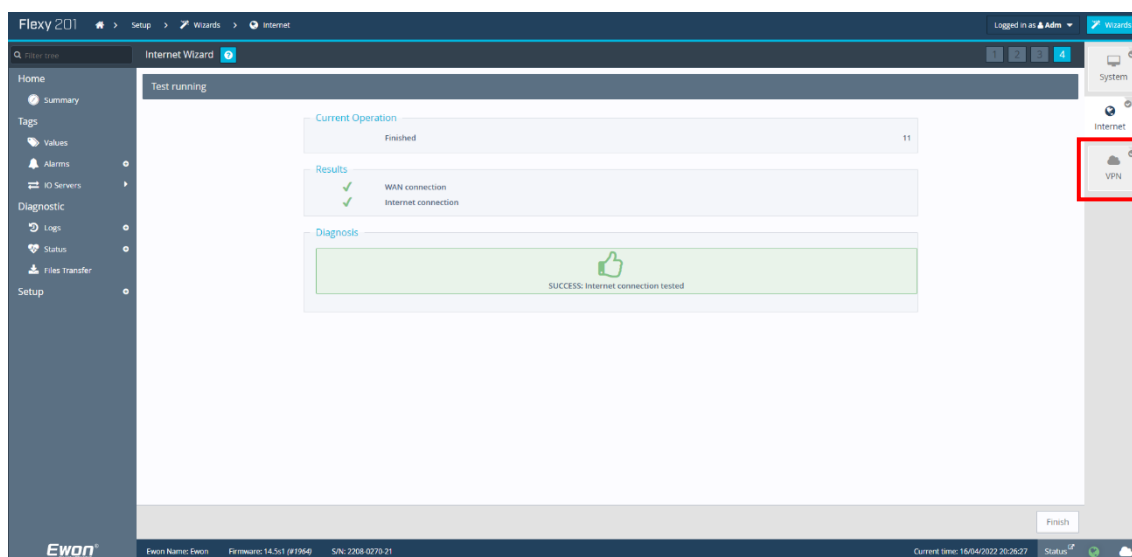 Flexy 201 > Setup > Wizards > Internet
Logged in as Adm
Wizards
Filter tree
Internet Wizard
1 2 3 4
System
Home
Test running
Summary
Current Operation
Internet
Tags
Finished 11
Values
Alarms
Results
VPN
IO Servers
WAN connection
Internet connection
Diagnostic
Logs
Diagnosis
Status
Files Transfer
SUCCESS: Internet connection tested
Setup
Finish
Ewon®
Ewon Name: Ewon Firmware: 14.5s1 (#1964) S/N: 2208-0270-21 Current time: 16/04/2022 20:26:27 Status